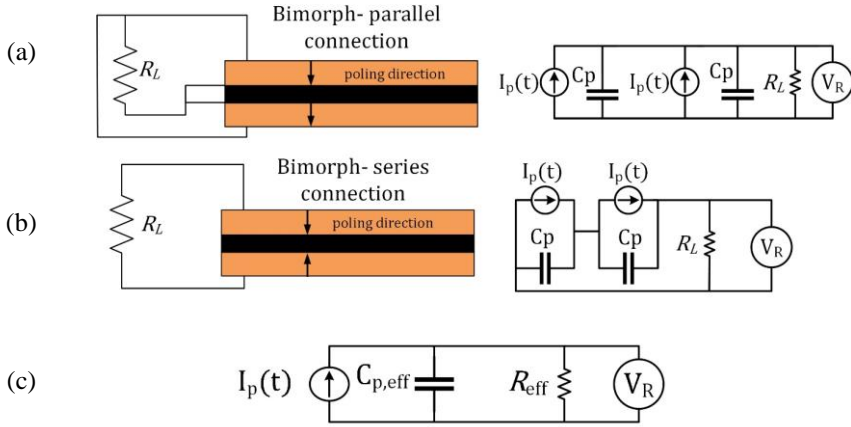 (a)
Bimorph- parallel
connection
R_L
poling direction
I_p(t)
Cp
I_p(t)
Cp
R_L
V_R
(b)
Bimorph- series
connection
R_L
poling direction
I_p(t)
I_p(t)
Cp
Cp
R_L
V_R
(c)
I_p(t)
C_p,eff
R_eff
V_R